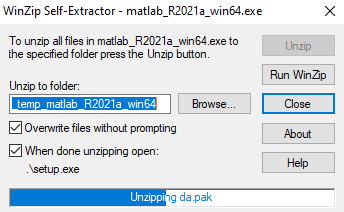 WinZip Self-Extractor - matlab_R2021a_win64.exe
To unzip all files in matlab_R2021a_win64.exe to
the specified folder press the Unzip button.
Unzip to folder:
_temp_matlab_R2021a_win64
Browse...
Overwrite files without prompting
When done unzipping open:
.\setup.exe
Unzip
Run WinZip
Close
About
Help
Unzipping da.pak